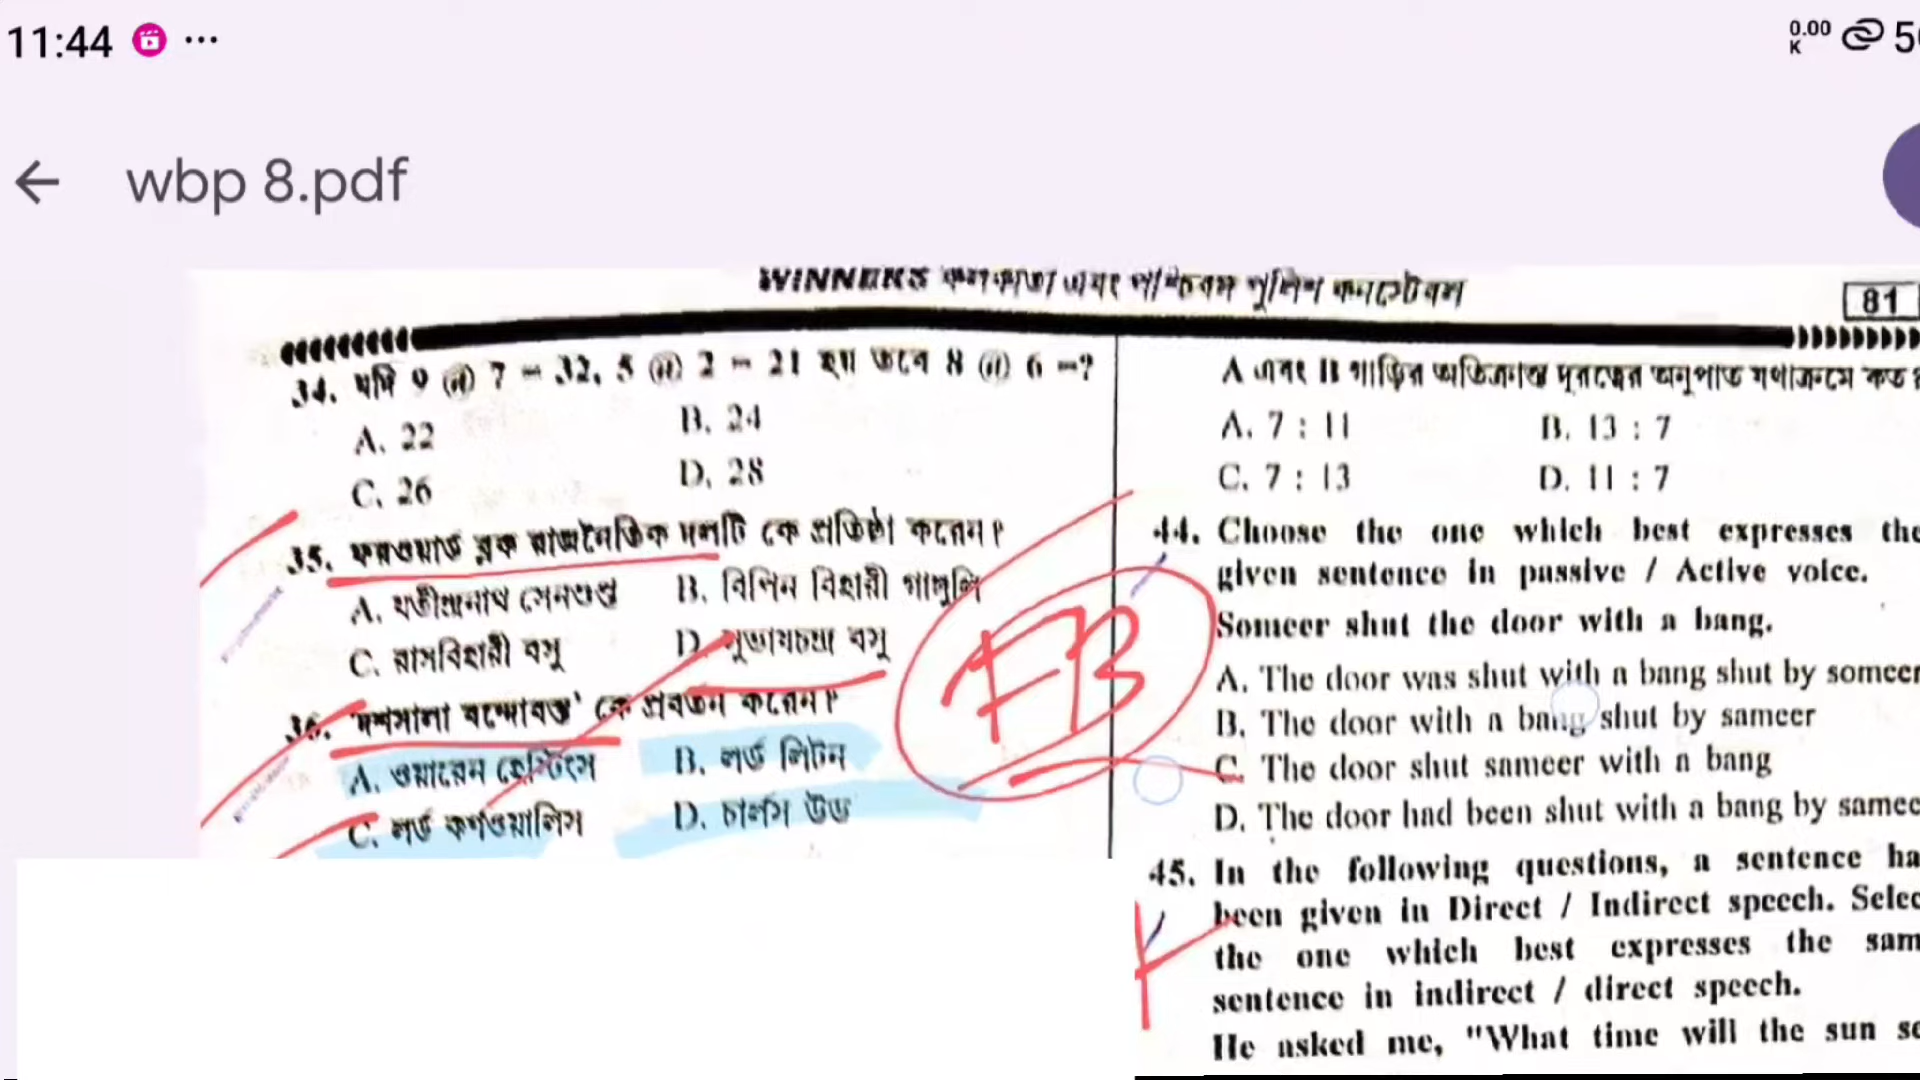 11:44 ...
0.00 K
wbp 8.pdf
WINNERS কলকাতা এবং পশ্চিমবঙ্গ পুলিশ কনস্টেবল
81
34. যদি 9 @ 7 = 32, 5 @ 2 = 21 হয় তবে 8 @ 6 =?
A. 22 B. 24
C. 26 D. 28
35. ফরওয়ার্ড ব্লক রাজনৈতিক দলটি কে প্রতিষ্ঠা করেন?
A. যতীন্দ্রনাথ সেনগুপ্ত B. বিপিন বিহারী গাঙ্গুলি
C. রাসবিহারী বসু D. সুভাষচন্দ্র বসু
FB
36. 'দশসালা বন্দোবস্ত' কে প্রবর্তন করেন?
A. ওয়ারেন হেস্টিংস B. লর্ড লিটন
C. লর্ড কর্ণওয়ালিস D. চার্লস উড
A এবং B গাড়ির অতিক্রান্ত দূরত্বের অনুপাত যথাক্রমে কত
A. 7 : 11 B. 13 : 7
C. 7 : 13 D. 11 : 7
44. Choose the one which best expresses the
given sentence in passive / Active voice.
Someer shut the door with a bang.
A. The door was shut with a bang shut by someer
B. The door with a bang shut by sameer
C. The door shut sameer with a bang
D. The door had been shut with a bang by samee
45. In the following questions, a sentence ha
been given in Direct / Indirect speech. Selec
the one which best expresses the sam
sentence in indirect / direct speech.
He asked me, "What time will the sun se